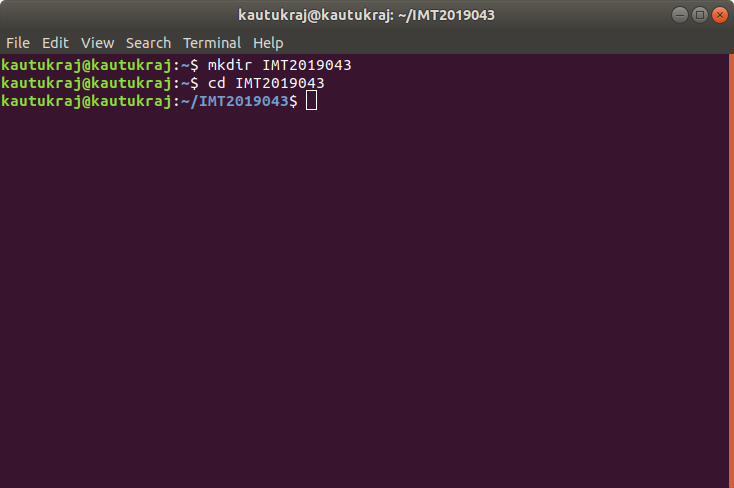 kautukraj@kautukraj: ~/IMT2019043
File Edit View Search Terminal Help
kautukraj@kautukraj:~$ mkdir IMT2019043
kautukraj@kautukraj:~$ cd IMT2019043
kautukraj@kautukraj:~/IMT2019043$